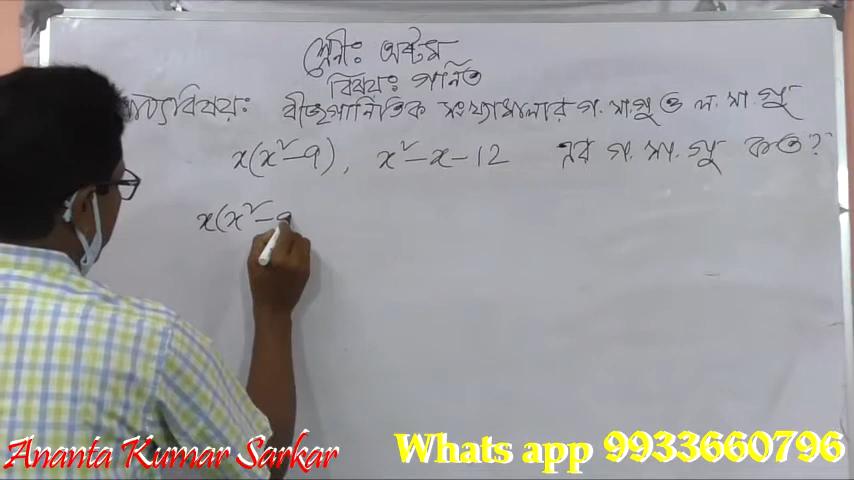 শ্রেণীঃ অষ্টম
বিষয়ঃ গণিত
পাঠ্যবিষয়ঃ বীজগানিতিক সংখ্যামালার গ. সা. গু ও ল. সা. গু
x(x²-9), x²-x-12 এর গ. সা. গু কত?
x(x²-9
Ananta Kumar Sarkar
Whats app 9933660796